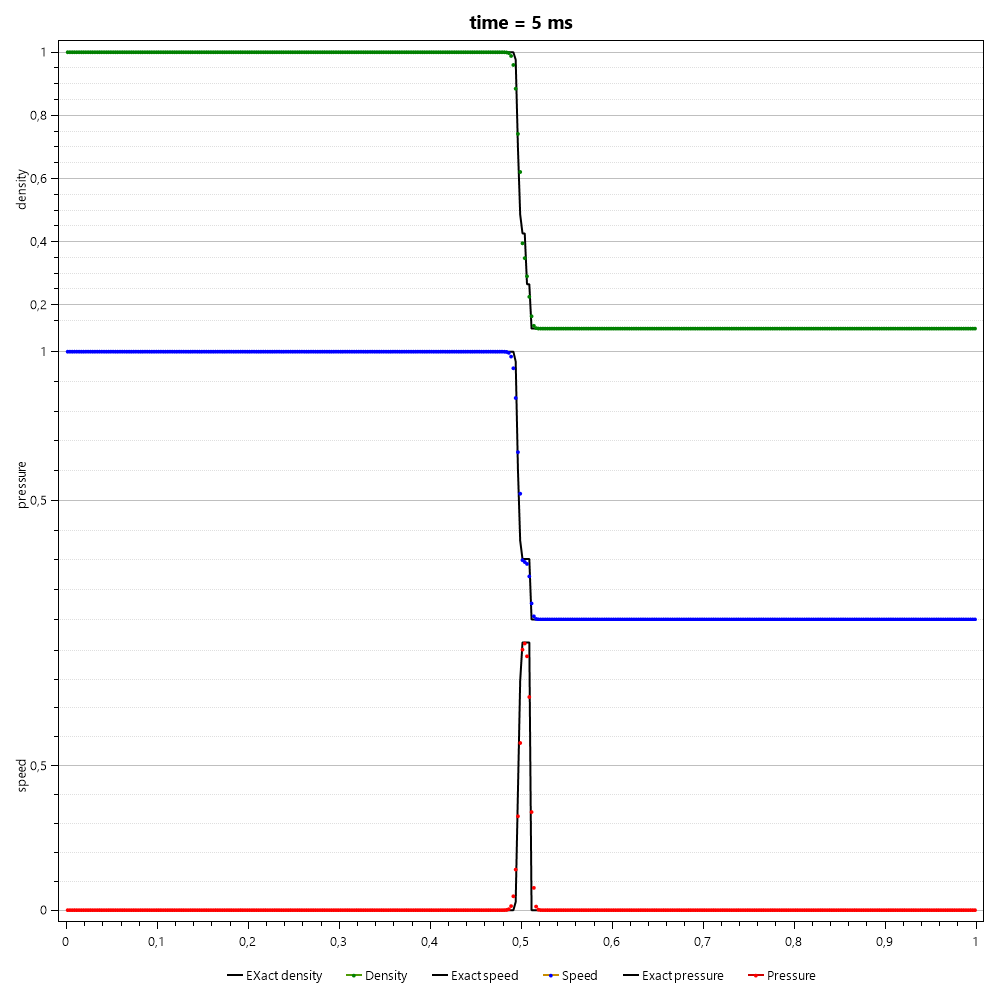 time = 5 ms
1
0,8
0,6
0,4
0,2
density
1
0,5
pressure
0,5
0
speed
0 0,1 0,2 0,3 0,4 0,5 0,6 0,7 0,8 0,9 1
EXact density Density Exact speed Speed Exact pressure Pressure